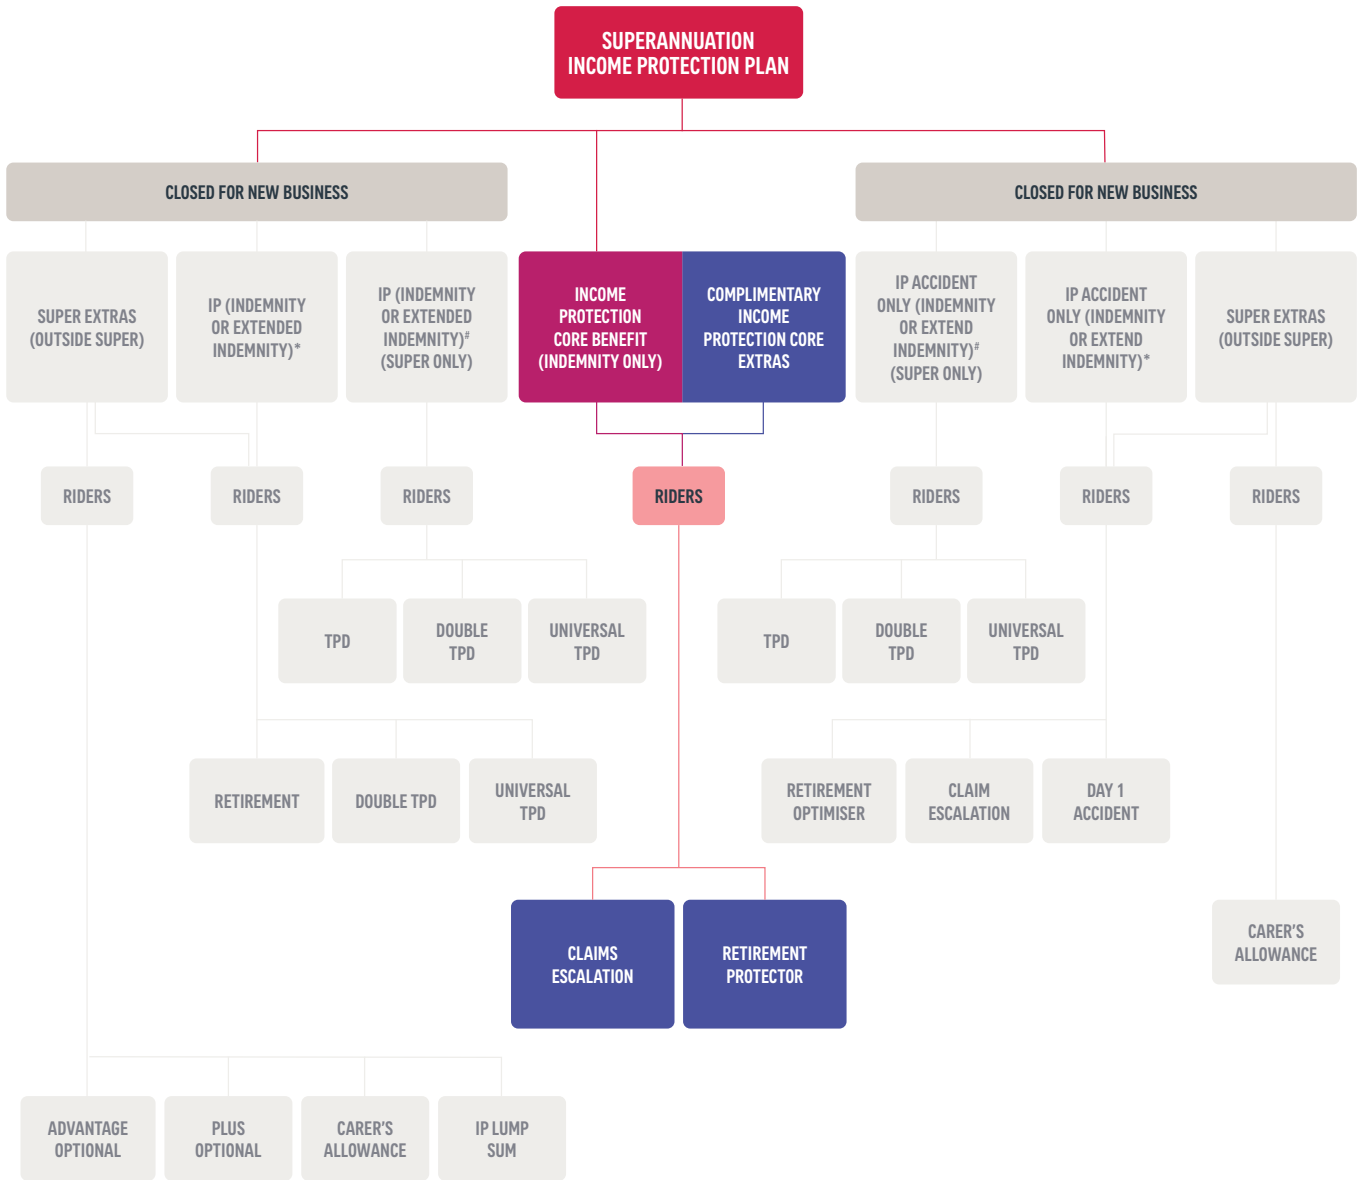 SUPERANNUATION
INCOME PROTECTION PLAN
CLOSED FOR NEW BUSINESS
CLOSED FOR NEW BUSINESS
SUPER EXTRAS
(OUTSIDE SUPER)
IP (INDEMNITY
OR EXTENDED
INDEMNITY)*
IP (INDEMNITY
OR EXTENDED
INDEMNITY)#
(SUPER ONLY)
INCOME
PROTECTION
CORE BENEFIT
(INDEMNITY ONLY)
COMPLIMENTARY
INCOME
PROTECTION CORE
EXTRAS
IP ACCIDENT
ONLY (INDEMNITY
OR EXTEND
INDEMNITY)#
(SUPER ONLY)
IP ACCIDENT
ONLY (INDEMNITY
OR EXTEND
INDEMNITY)*
SUPER EXTRAS
(OUTSIDE SUPER)
RIDERS
RIDERS
RIDERS
RIDERS
RIDERS
RIDERS
RIDERS
TPD
DOUBLE
TPD
UNIVERSAL
TPD
TPD
DOUBLE
TPD
UNIVERSAL
TPD
RETIREMENT
DOUBLE TPD
UNIVERSAL
TPD
RETIREMENT
OPTIMISER
CLAIM
ESCALATION
DAY 1
ACCIDENT
CLAIMS
ESCALATION
RETIREMENT
PROTECTOR
CARER'S
ALLOWANCE
ADVANTAGE
OPTIONAL
PLUS
OPTIONAL
CARER'S
ALLOWANCE
IP LUMP
SUM